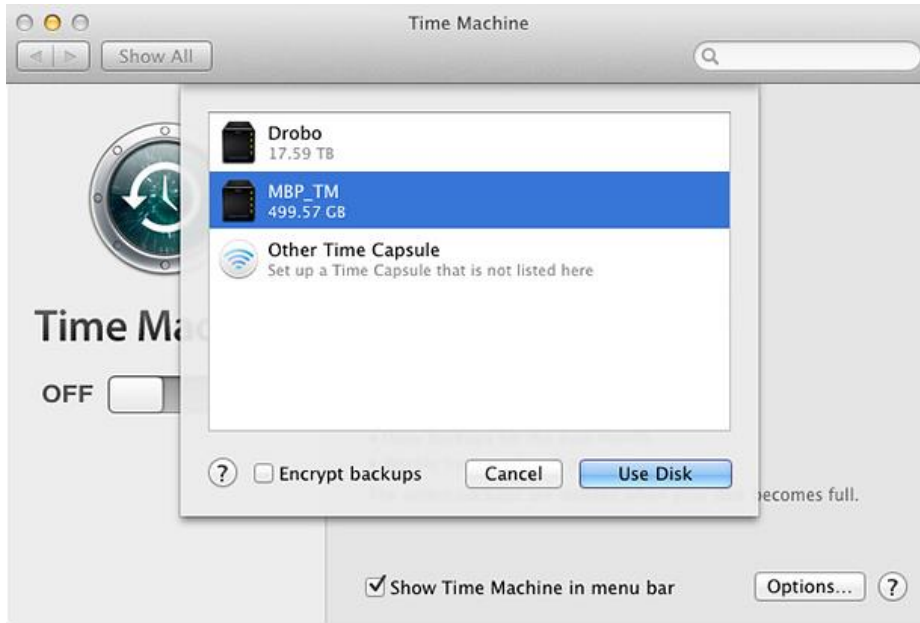 Time Machine
Show All
Drobo
17.59 TB
MBP_TM
499.57 GB
Other Time Capsule
Set up a Time Capsule that is not listed here
Time Ma
OFF
? Encrypt backups Cancel Use Disk
becomes full.
Show Time Machine in menu bar Options... ?